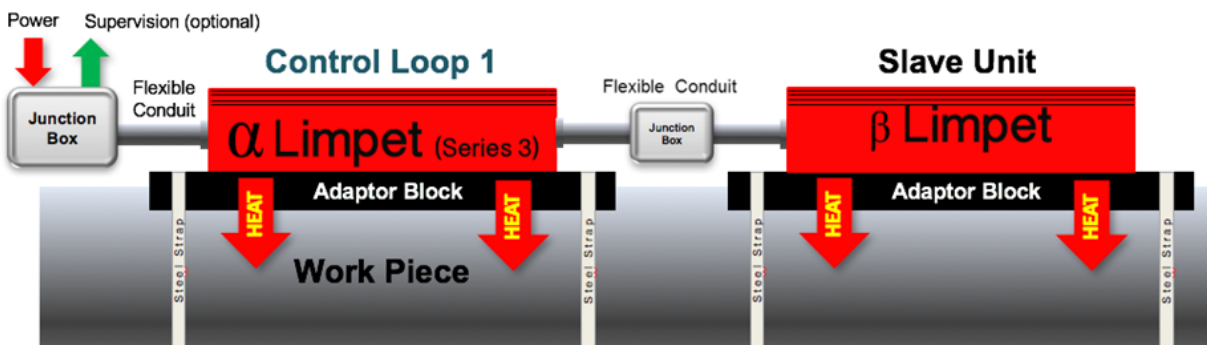 Power
Supervision (optional)
Control Loop 1
Slave Unit
Flexible
Conduit
Flexible Conduit
Junction
Box
α Limpet (Series 3)
Junction
Box
β Limpet
Adaptor Block
Adaptor Block
HEAT
HEAT
HEAT
HEAT
Steel Strap
Steel Strap
Steel Strap
Steel Strap
Work Piece